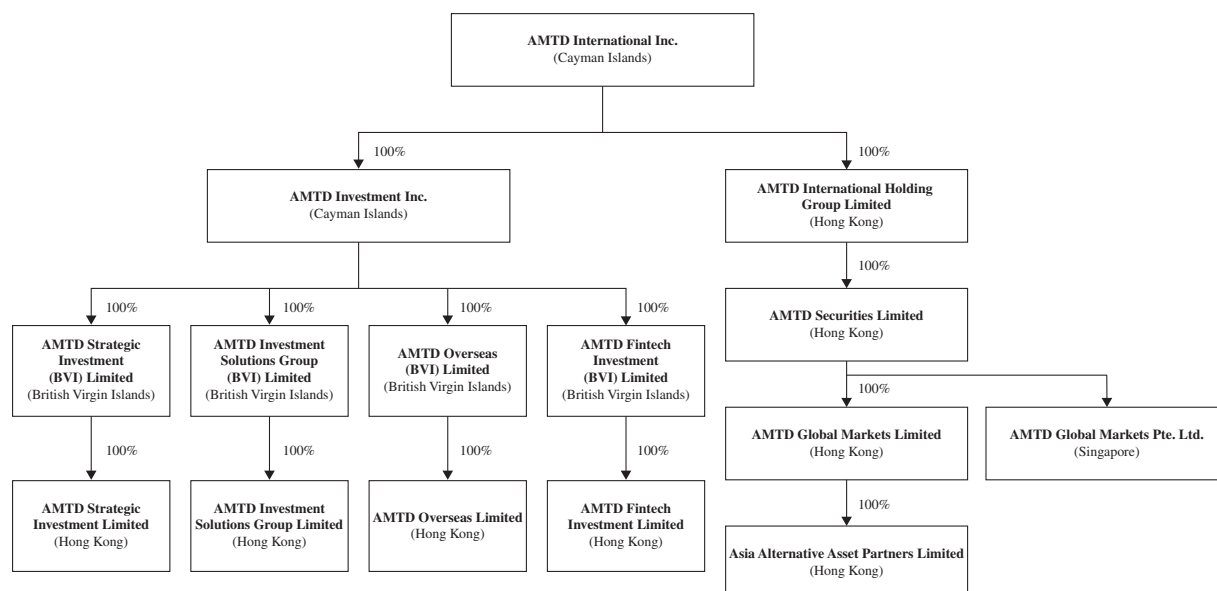 AMTD International Inc.
(Cayman Islands)
100%
100%
AMTD Investment Inc.
(Cayman Islands)
AMTD International Holding
Group Limited
(Hong Kong)
100%
100%
100%
100%
100%
AMTD Strategic
Investment
(BVI) Limited
(British Virgin Islands)
AMTD Investment
Solutions Group
(BVI) Limited
(British Virgin Islands)
AMTD Overseas
(BVI) Limited
(British Virgin Islands)
AMTD Fintech
Investment
(BVI) Limited
(British Virgin Islands)
AMTD Securities Limited
(Hong Kong)
100%
100%
AMTD Global Markets Limited
(Hong Kong)
AMTD Global Markets Pte. Ltd.
(Singapore)
100%
100%
100%
100%
100%
AMTD Strategic
Investment Limited
(Hong Kong)
AMTD Investment
Solutions Group Limited
(Hong Kong)
AMTD Overseas Limited
(Hong Kong)
AMTD Fintech
Investment Limited
(Hong Kong)
Asia Alternative Asset Partners Limited
(Hong Kong)